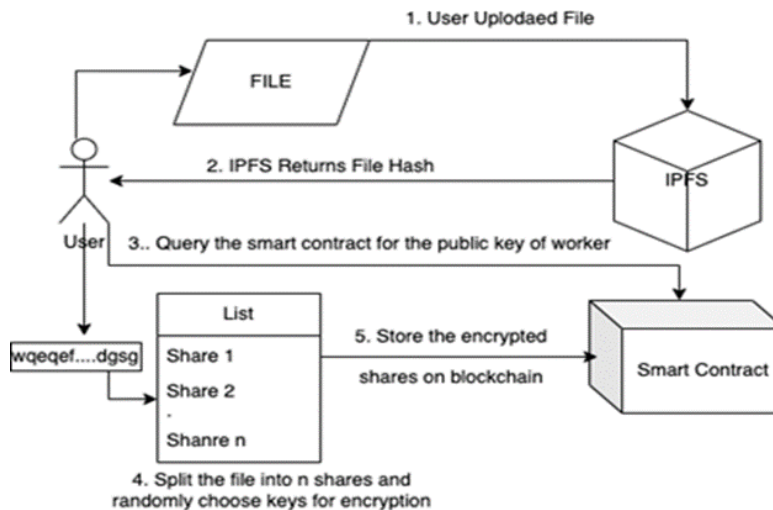 1. User Uplodaed File
FILE
2. IPFS Returns File Hash
IPFS
User
3.. Query the smart contract for the public key of worker
List
wqeqef....dgsg
Share 1
Share 2
.
Shanre n
5. Store the encrypted
shares on blockchain
Smart Contract
4. Split the file into n shares and
randomly choose keys for encryption